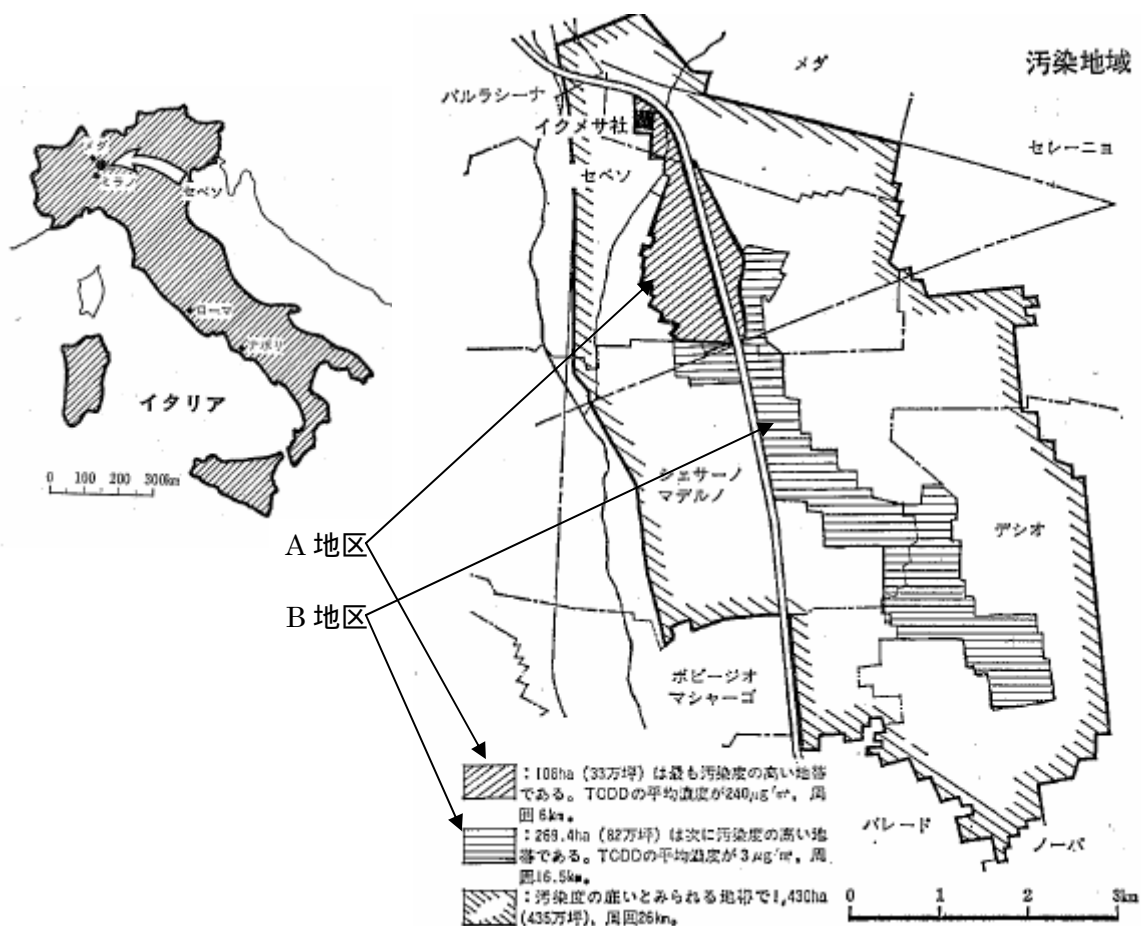 汚染地域
メダ
バルラシーナ
イクメサ社
セベソ
セレーニョ
メダ
ミラノ
セベソ
ローマ
ナポリ
イタリア
0 100 200 300km
シェサーノ
マデルノ
デシオ
A 地区
B 地区
ボビージオ
マシャーゴ
:108ha (33万坪) は最も汚染度の高い地帯
である。TCDDの平均濃度が240μg/㎡, 周
囲6km。
:269.4ha (82万坪) は次に汚染度の高い地
帯である。TCDDの平均濃度が3μg/㎡, 周
囲16.5km。
:汚染度の底いとみられる地帯で1,430ha
(435万坪), 周囲26km。
バレード
ノーバ
0 1 2 3km